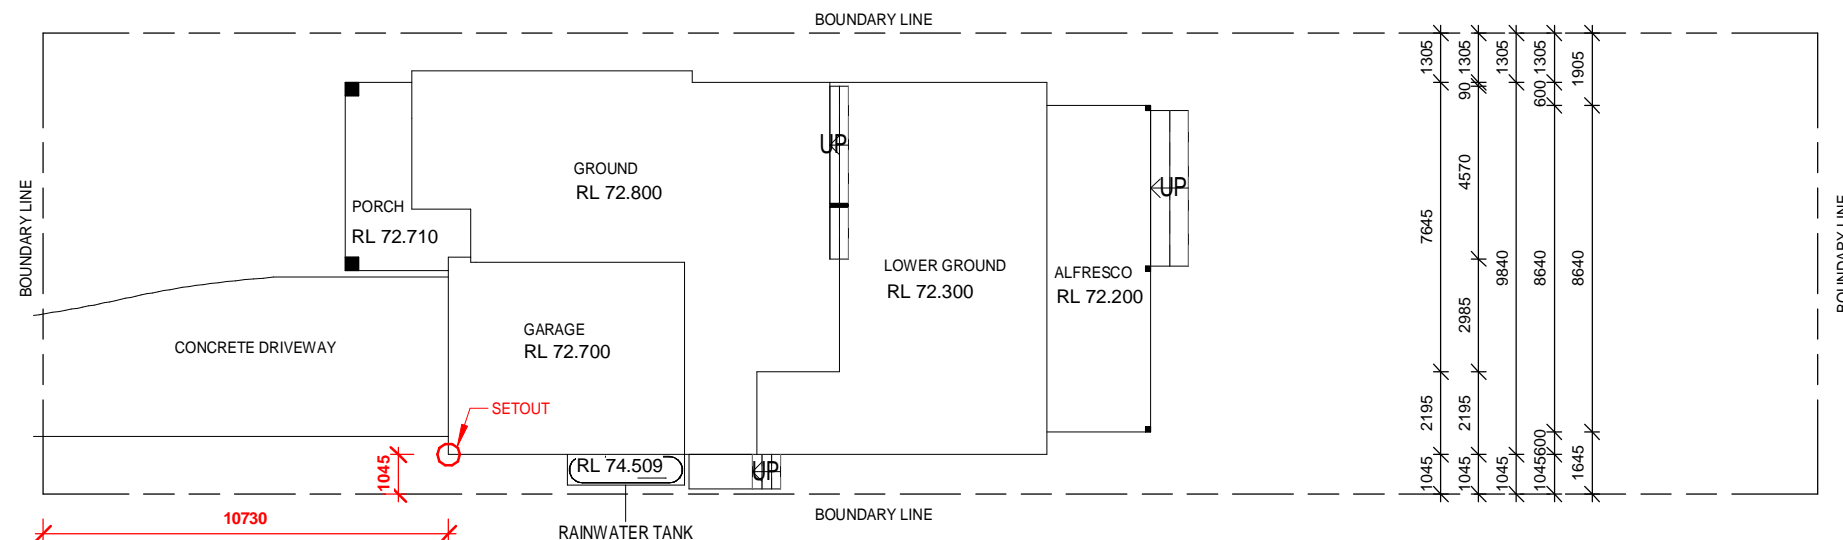 BOUNDARY LINE
BOUNDARY LINE
PORCH
RL 72.710
GROUND
RL 72.800
UP
LOWER GROUND
RL 72.300
ALFRESCO
RL 72.200
UP
GARAGE
RL 72.700
CONCRETE DRIVEWAY
SETOUT
1045
10730
RL 74.509
UP
RAINWATER TANK
BOUNDARY LINE
1305
7645
2195
1045
1305
90
4570
2985
2195
1045
1305
9840
1045
1305
600
8640
600
1045
1905
8640
1645
BOUNDARY LINE